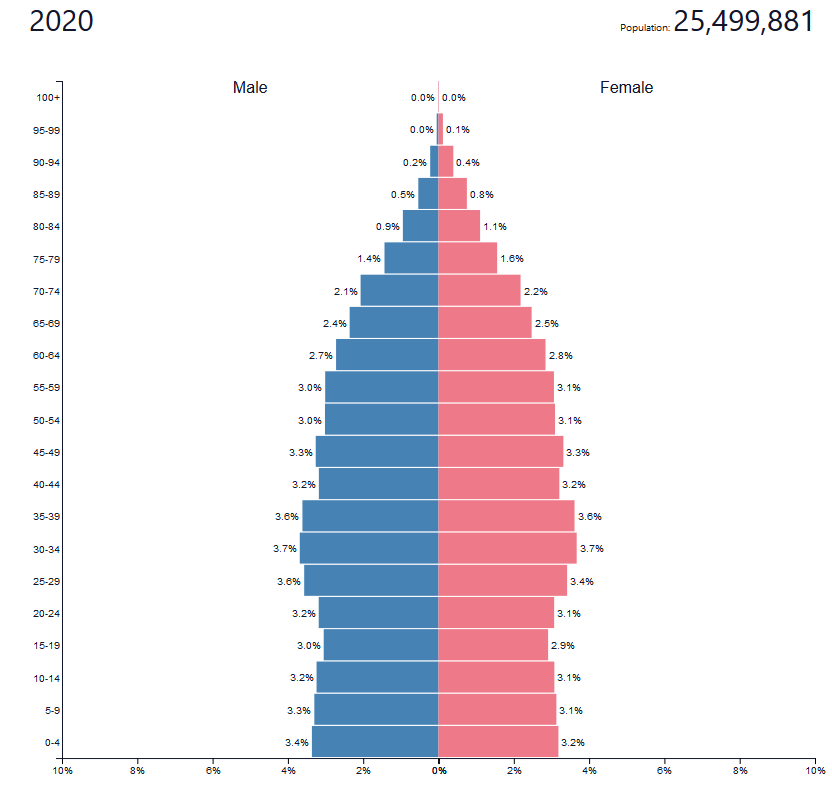 2020 Population: 25,499,881
Male Female
100+ 0.0% 0.0%
95-99 0.0% 0.1%
90-94 0.2% 0.4%
85-89 0.5% 0.8%
80-84 0.9% 1.1%
75-79 1.4% 1.6%
70-74 2.1% 2.2%
65-69 2.4% 2.5%
60-64 2.7% 2.8%
55-59 3.0% 3.1%
50-54 3.0% 3.1%
45-49 3.3% 3.3%
40-44 3.2% 3.2%
35-39 3.6% 3.6%
30-34 3.7% 3.7%
25-29 3.6% 3.4%
20-24 3.2% 3.1%
15-19 3.0% 2.9%
10-14 3.2% 3.1%
5-9 3.3% 3.1%
0-4 3.4% 3.2%
10% 8% 6% 4% 2% 0% 2% 4% 6% 8% 10%